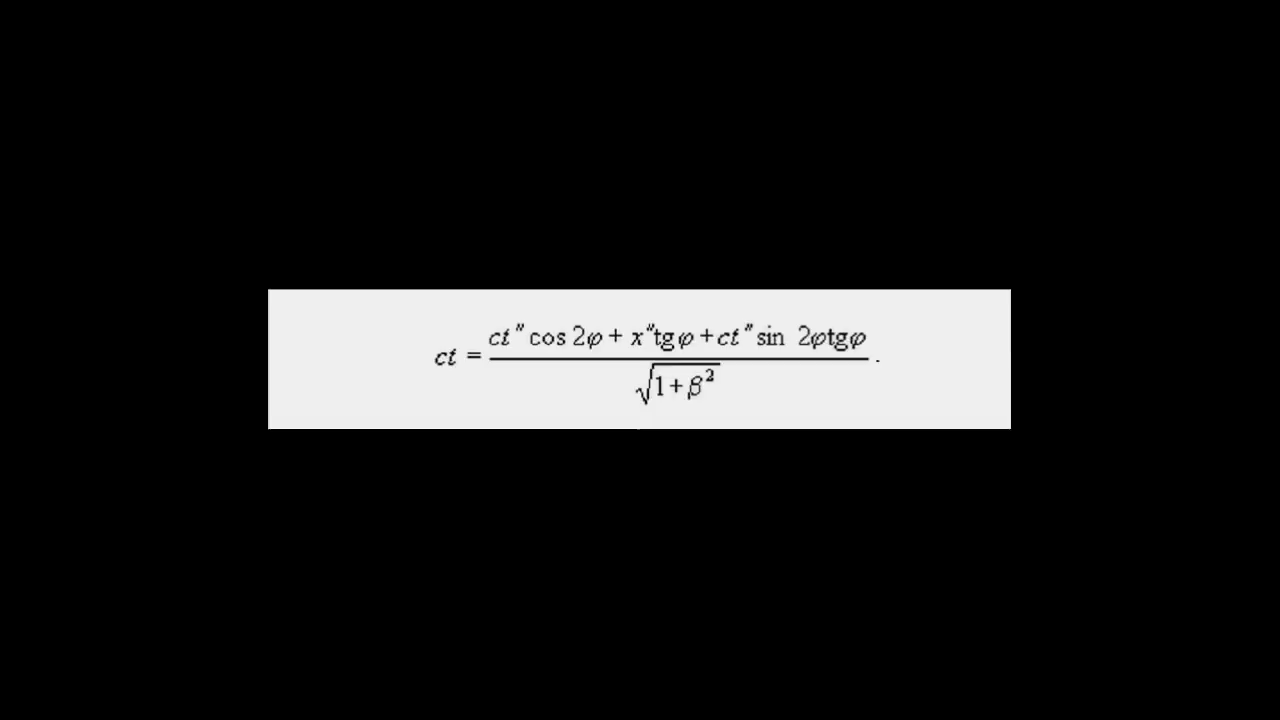 ct = (ct″ cos 2φ + x″tgφ + ct″ sin 2φtgφ) / √(1 + β²) .